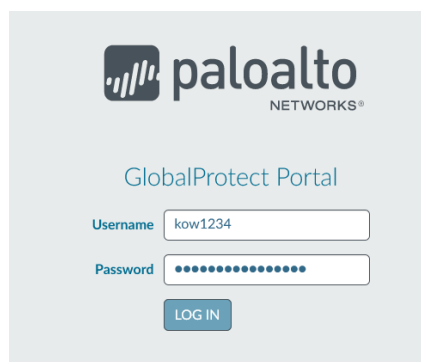 paloalto
NETWORKS®
GlobalProtect Portal
Username kow1234
Password ••••••••••••••••
LOG IN